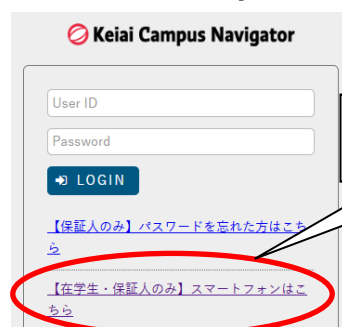 Keiai Campus Navigator
User ID
Password
LOGIN
【保証人のみ】パスワードを忘れた方はこち
ら
【在学生・保証人のみ】スマートフォンはこ
ちら